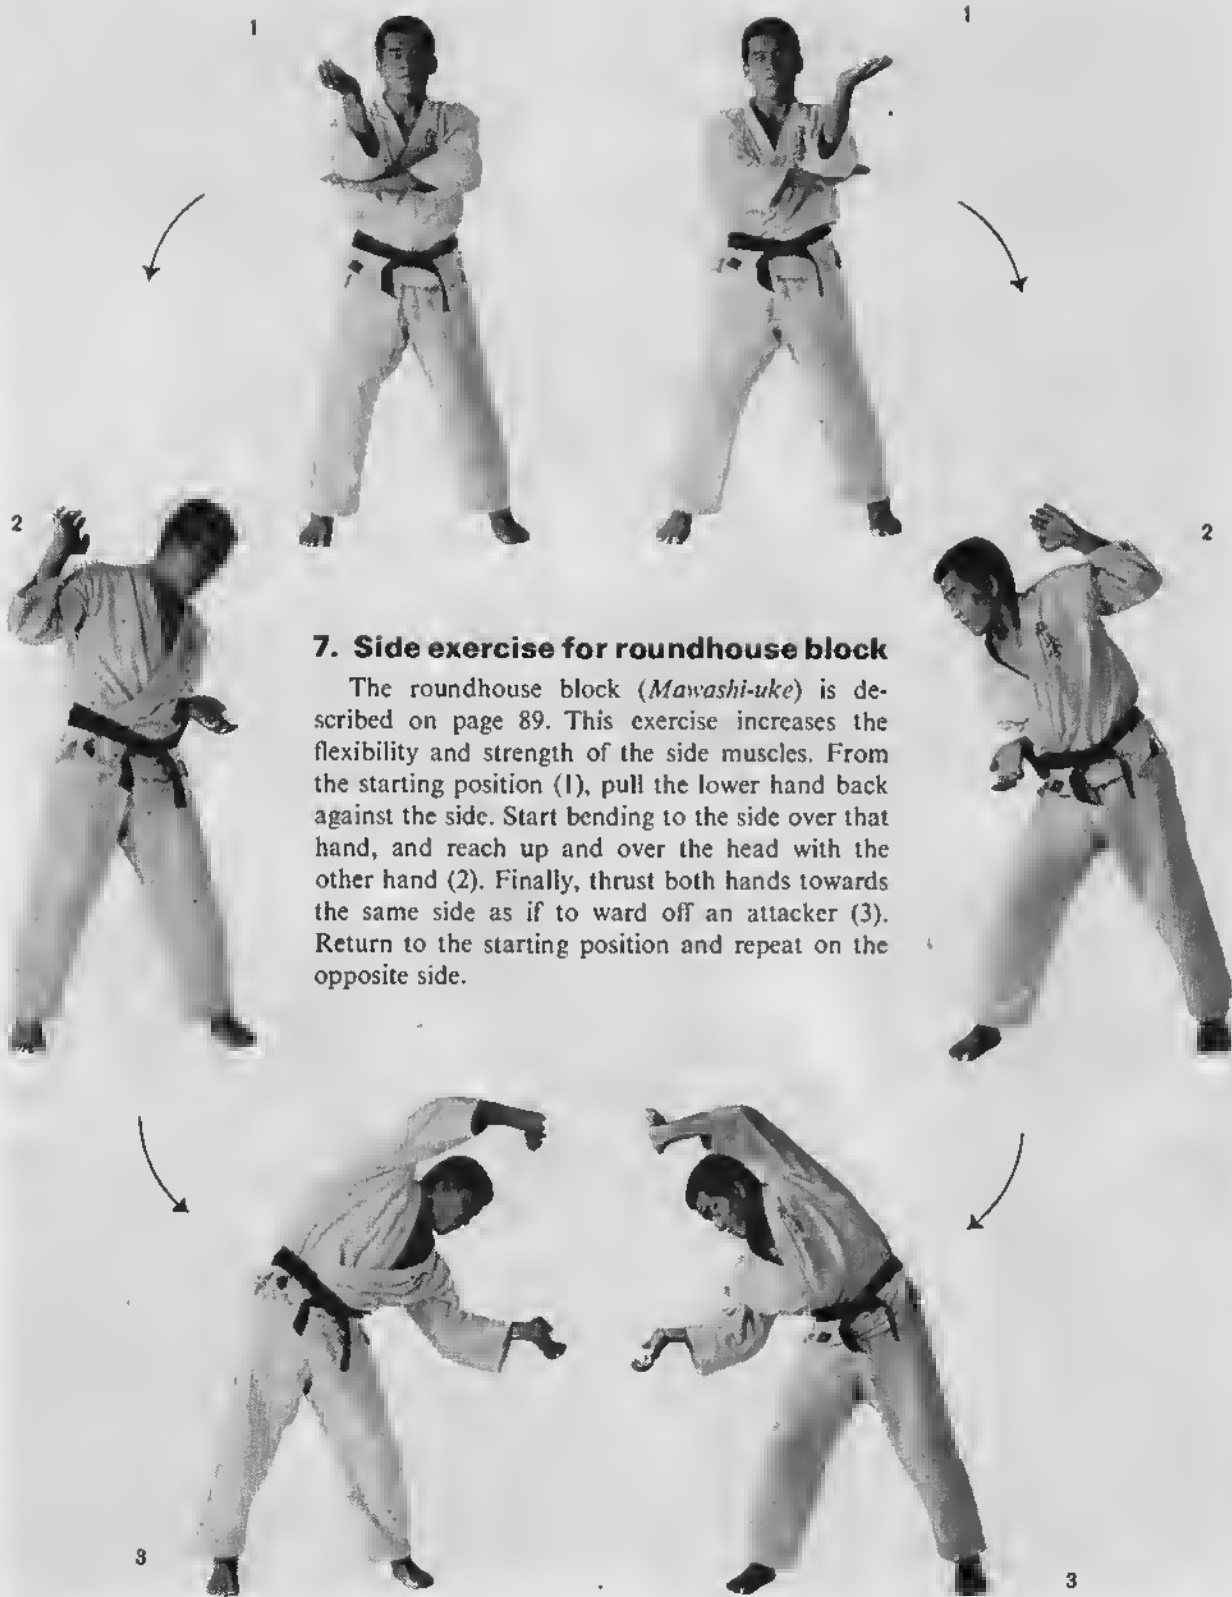 1
1
2
2
7. Side exercise for roundhouse block
The roundhouse block (Mawashi-uke) is de-
scribed on page 89. This exercise increases the
flexibility and strength of the side muscles. From
the starting position (1), pull the lower hand back
against the side. Start bending to the side over that
hand, and reach up and over the head with the
other hand (2). Finally, thrust both hands towards
the same side as if to ward off an attacker (3).
Return to the starting position and repeat on the
opposite side.
3
3